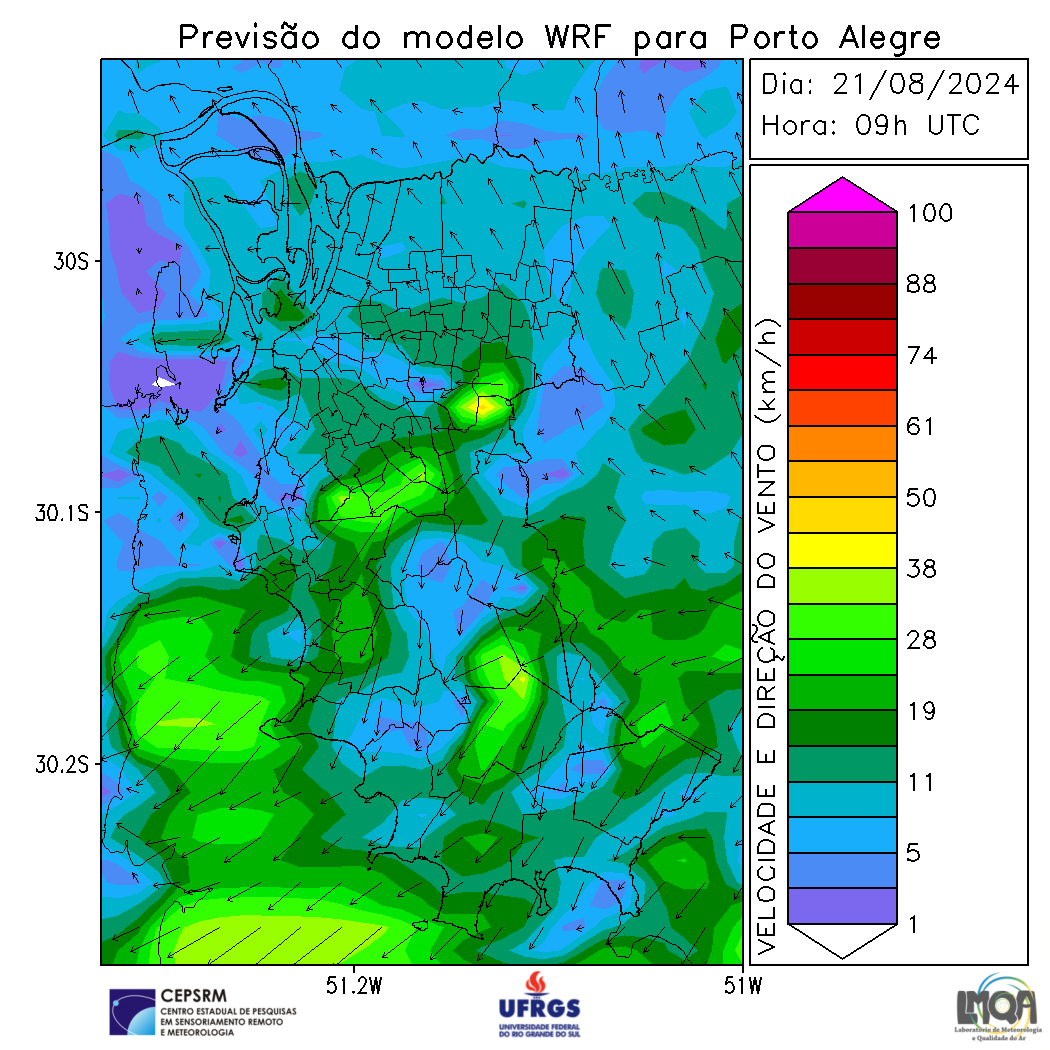 Previsão do modelo WRF para Porto Alegre
Dia: 21/08/2024
Hora: 09h UTC
30S
30.1S
30.2S
51.2W
51W
VELOCIDADE E DIREÇÃO DO VENTO (km/h)
100
88
74
61
50
38
28
19
11
5
1
CEPSRM
CENTRO ESTADUAL DE PESQUISAS
EM SENSORIAMENTO REMOTO
E METEOROLOGIA
UFRGS
UNIVERSIDADE FEDERAL
DO RIO GRANDE DO SUL
LMQA
Laboratório de Meteorologia
e Qualidade do Ar